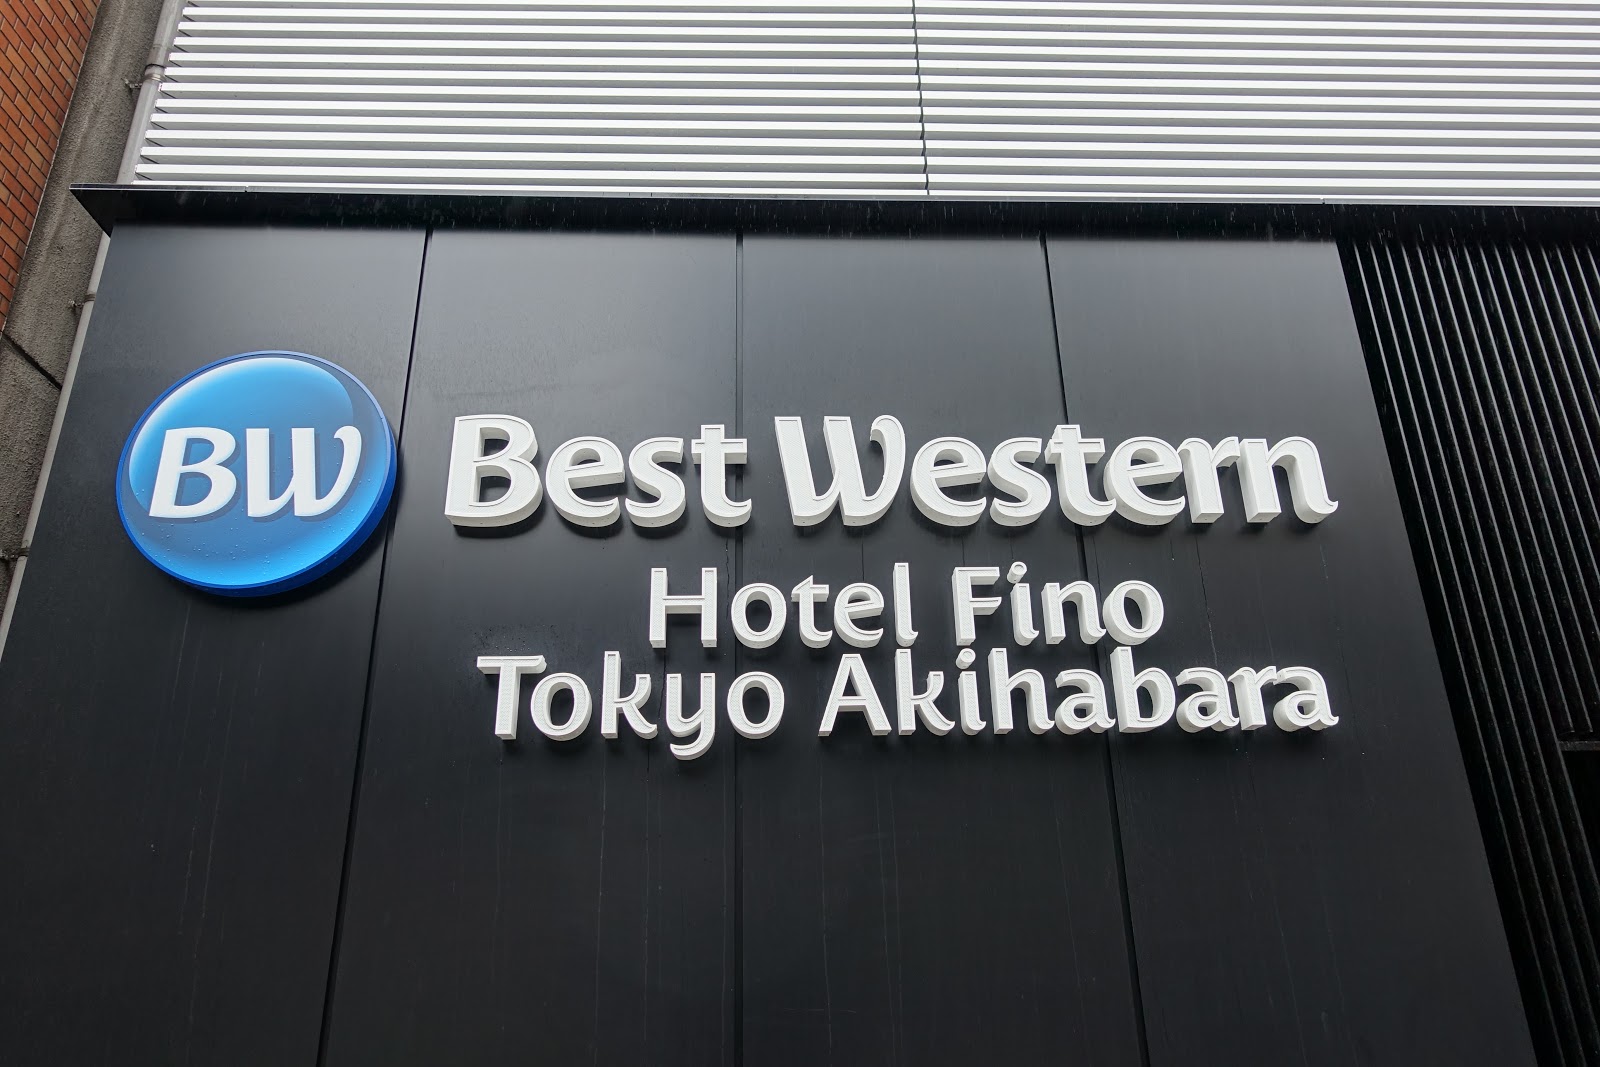 BW
Best Western
Hotel Fino
Tokyo Akihabara